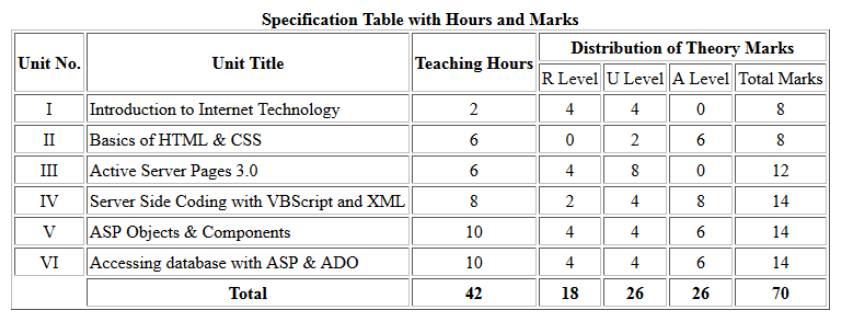 Specification Table with Hours and Marks
Unit No. Unit Title Teaching Hours Distribution of Theory Marks
R Level U Level A Level Total Marks
I Introduction to Internet Technology 2 4 4 0 8
II Basics of HTML & CSS 6 0 2 6 8
III Active Server Pages 3.0 6 4 8 0 12
IV Server Side Coding with VBScript and XML 8 2 4 8 14
V ASP Objects & Components 10 4 4 6 14
VI Accessing database with ASP & ADO 10 4 4 6 14
Total 42 18 26 26 70